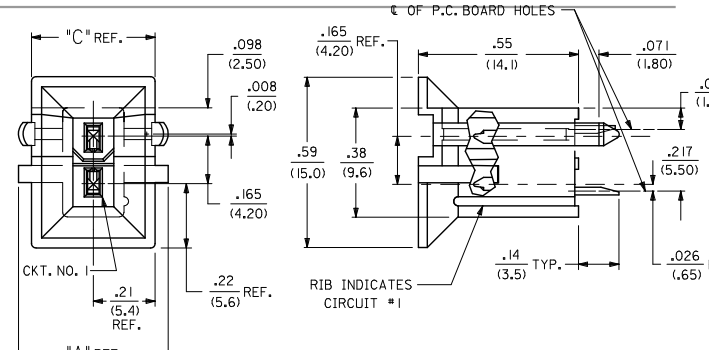 ℄ OF P.C. BOARD HOLES
"C" REF.
.098
(2.50)
.008
(.20)
.165
(4.20)
REF.
.55
(14.1)
.071
(1.80)
.59
(15.0)
.38
(9.6)
.217
(5.50)
.165
(4.20)
.14
(3.5)
TYP.
.026
(.65)
CKT. NO. 1
.21
(5.4)
REF.
.22
(5.6)
REF.
RIB INDICATES
CIRCUIT #1